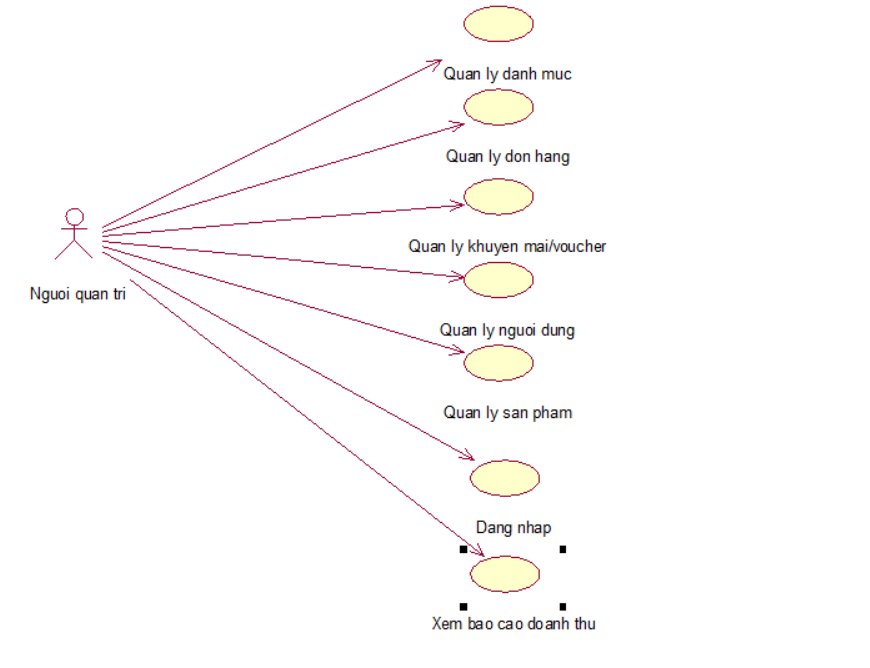 Quan ly danh muc
Quan ly don hang
Quan ly khuyen mai/voucher
Nguoi quan tri
Quan ly nguoi dung
Quan ly san pham
Dang nhap
Xem bao cao doanh thu